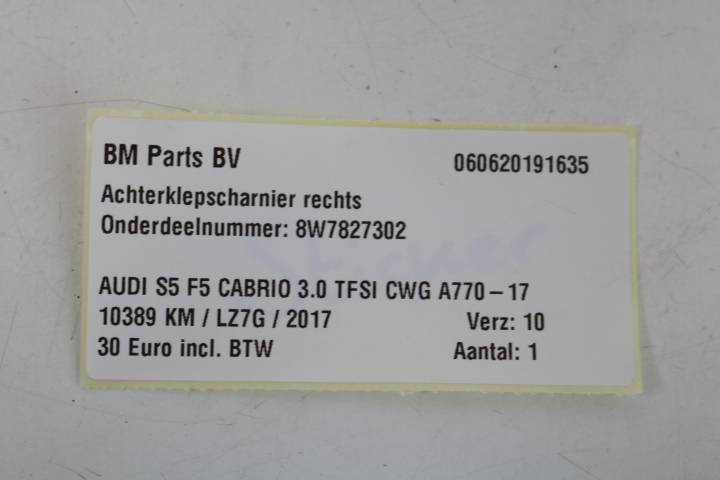 BM Parts BV 060620191635
Achterklepscharnier rechts
Onderdeelnummer: 8W7827302
AUDI S5 F5 CABRIO 3.0 TFSI CWG A770 – 17
10389 KM / LZ7G / 2017 Verz: 10
30 Euro incl. BTW Aantal: 1